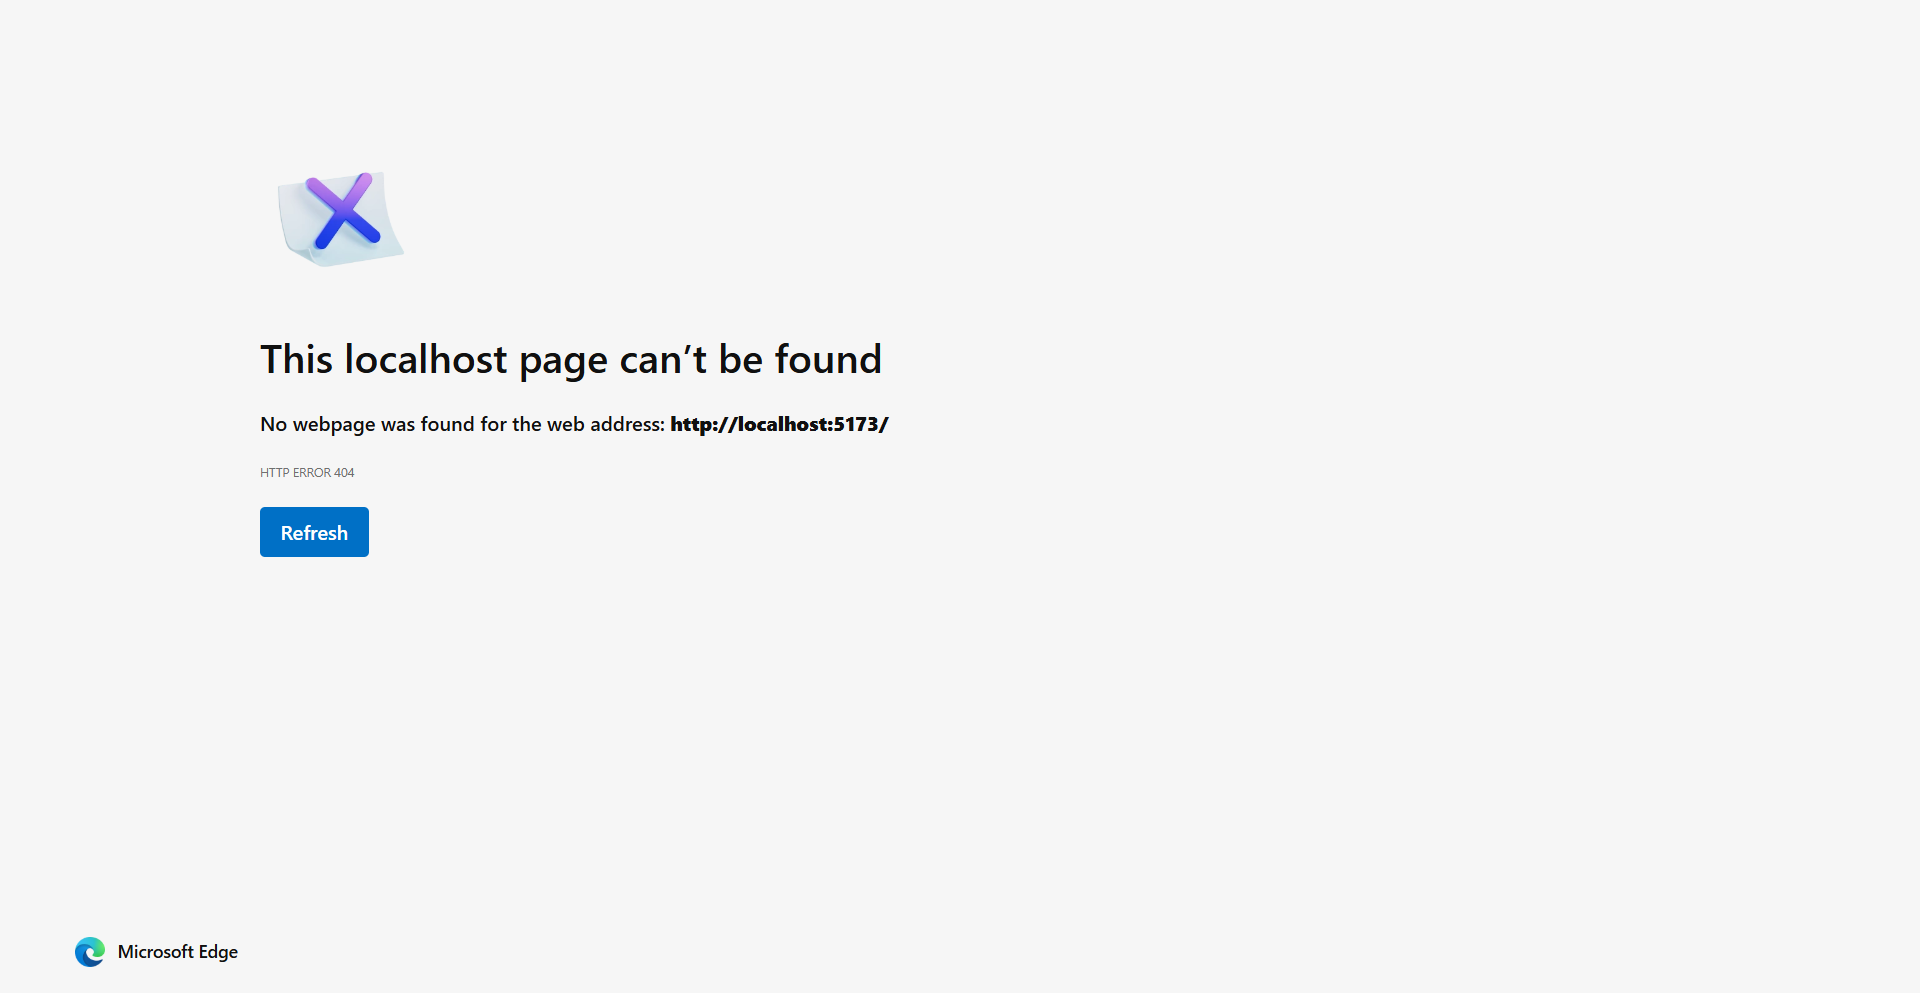 This localhost page can’t be found
No webpage was found for the web address: http://localhost:5173/
HTTP ERROR 404
Refresh
Microsoft Edge